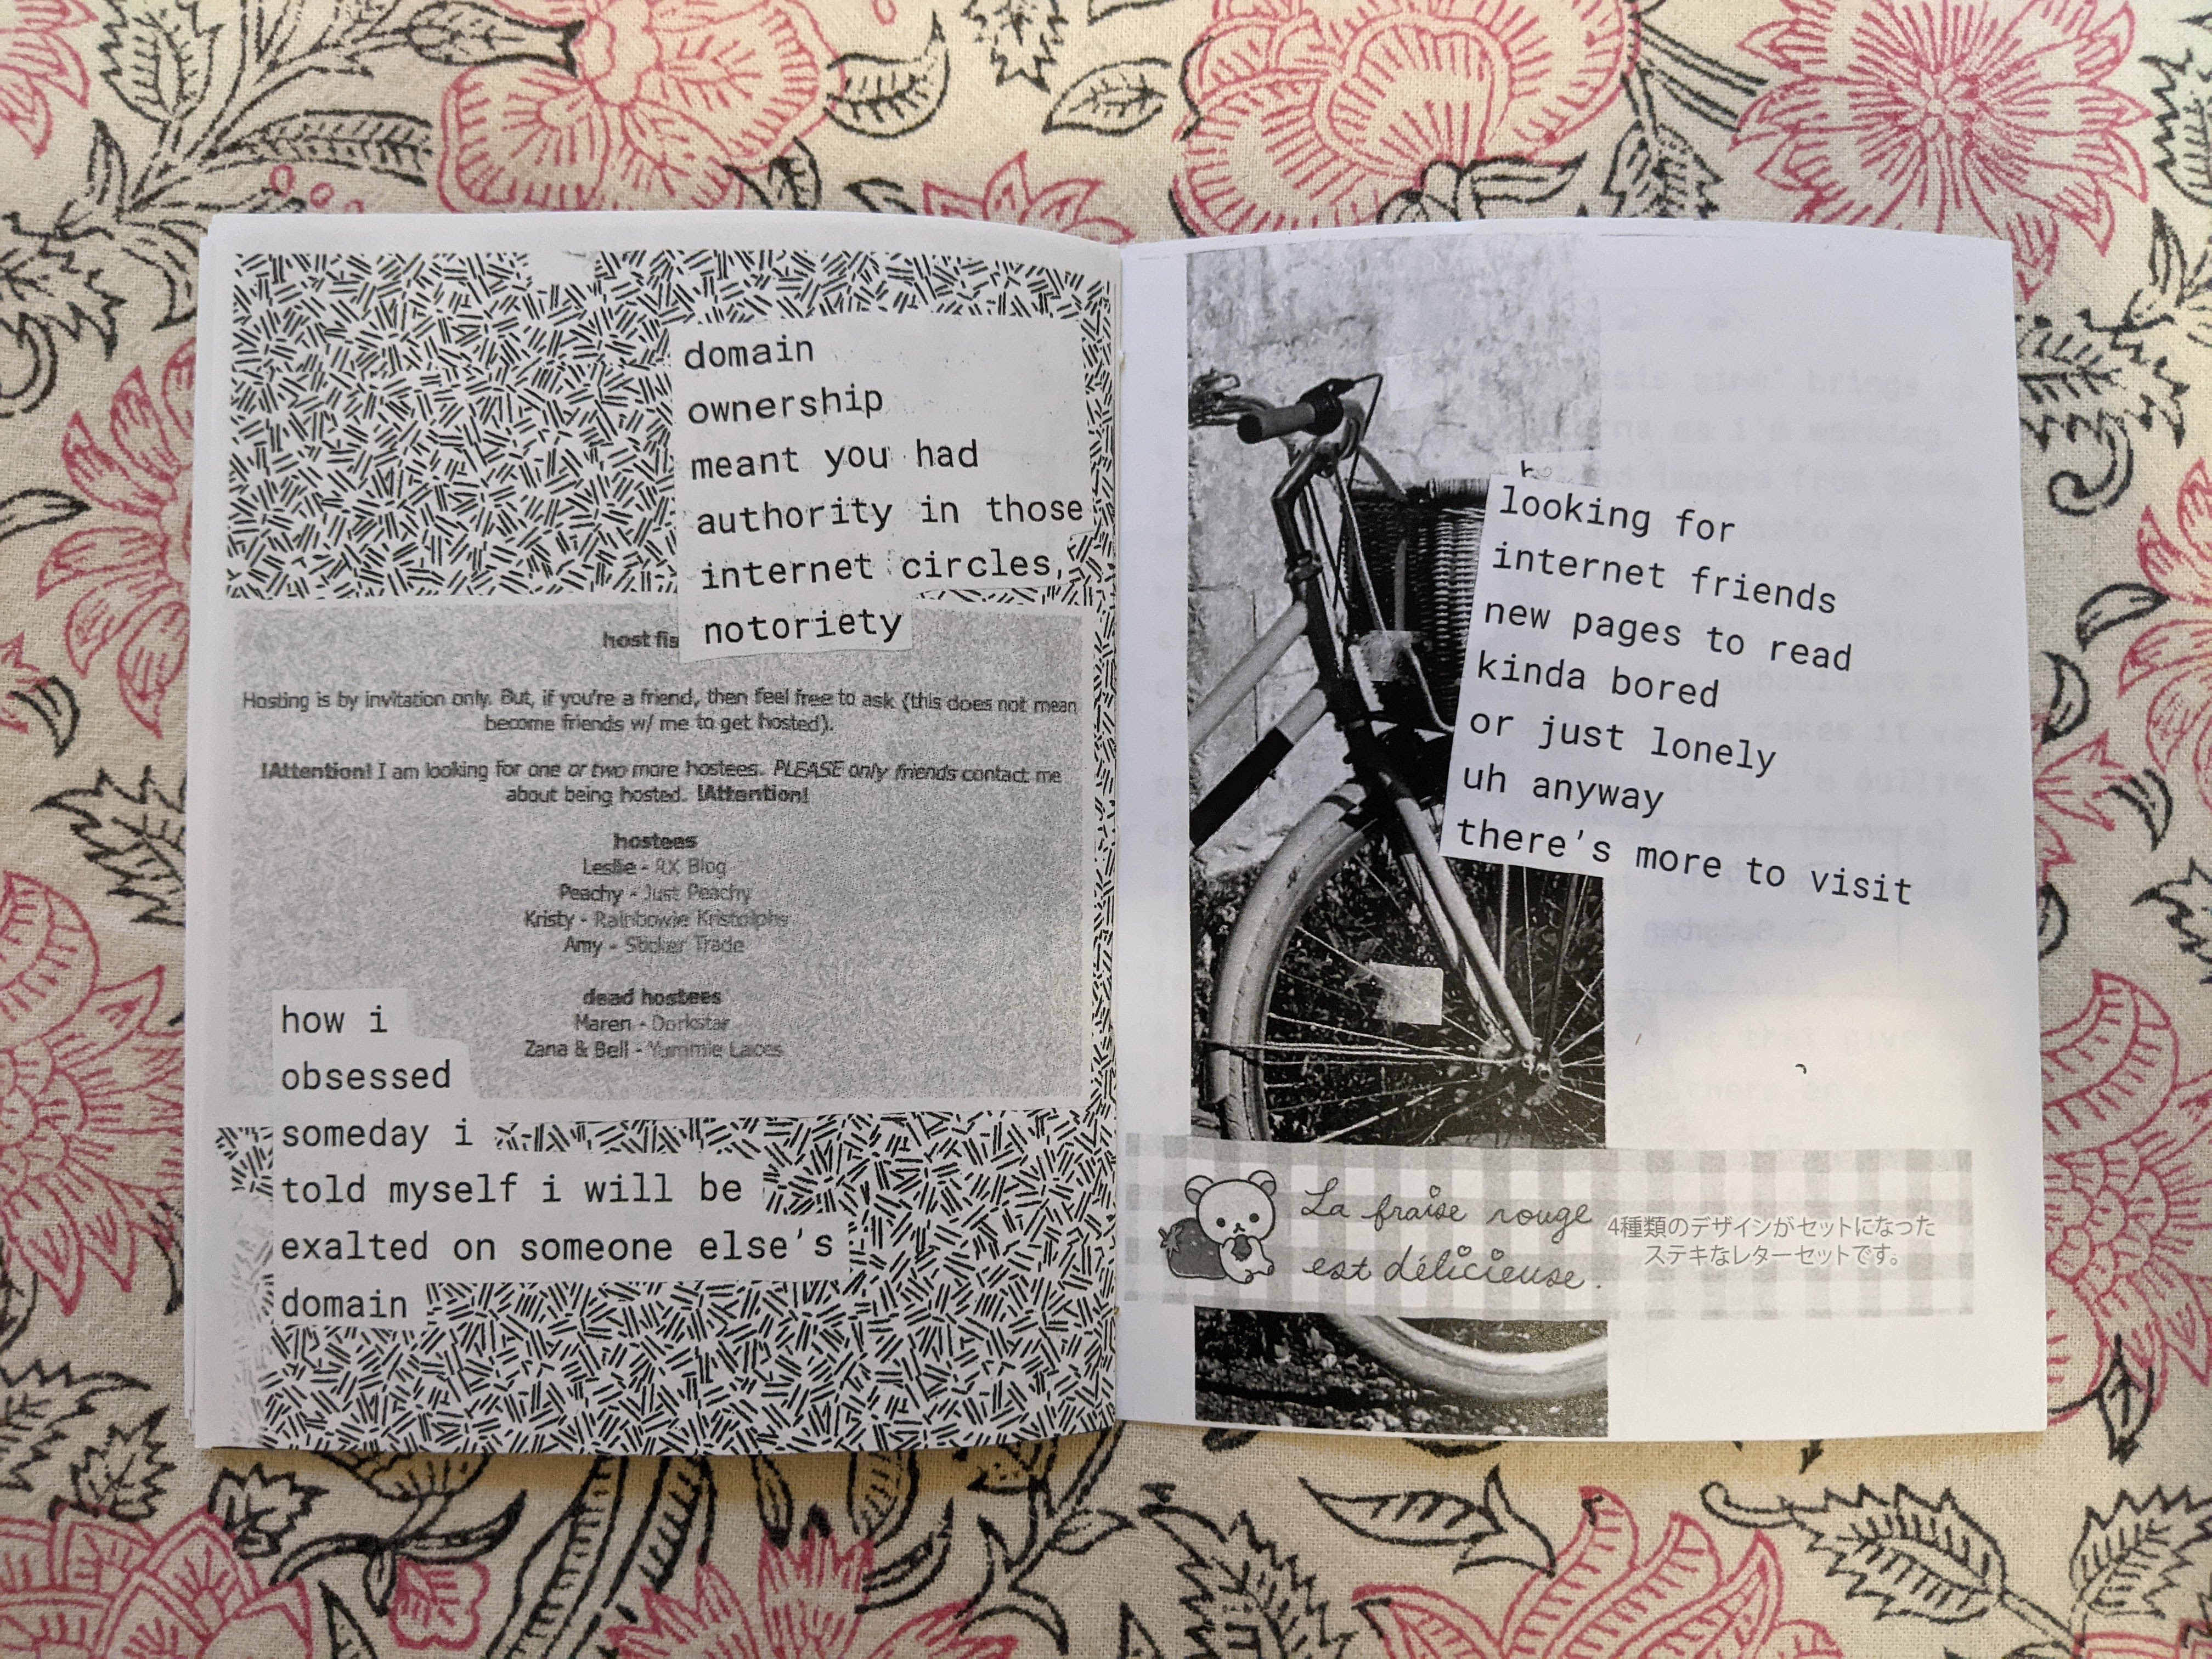 domain
ownership
meant you had
authority in those
internet circles,
notoriety
host
Hosting is by invitation only. But, if you're a friend, then feel free to ask (this does not mean
become friends w/ me to get hosted).
!Attention! I am looking for one or two more hostees. PLEASE only friends contact me
about being hosted. !Attention!
hostees
Leslie - RX Blog
Peachy - Just Peachy
Kristy - Rainbowie
Amy - Sticker Trade
dead hostees
Maren - Dorkstar
Zana & Bell - Yummie Laces
how i
obsessed
someday i
told myself i will be
exalted on someone else's
domain
looking for
internet friends
new pages to read
kinda bored
or just lonely
uh anyway
there's more to visit
La fraise rouge
est délicieuse.
4種類のデザインがセットになった
ステキなレターセットです。